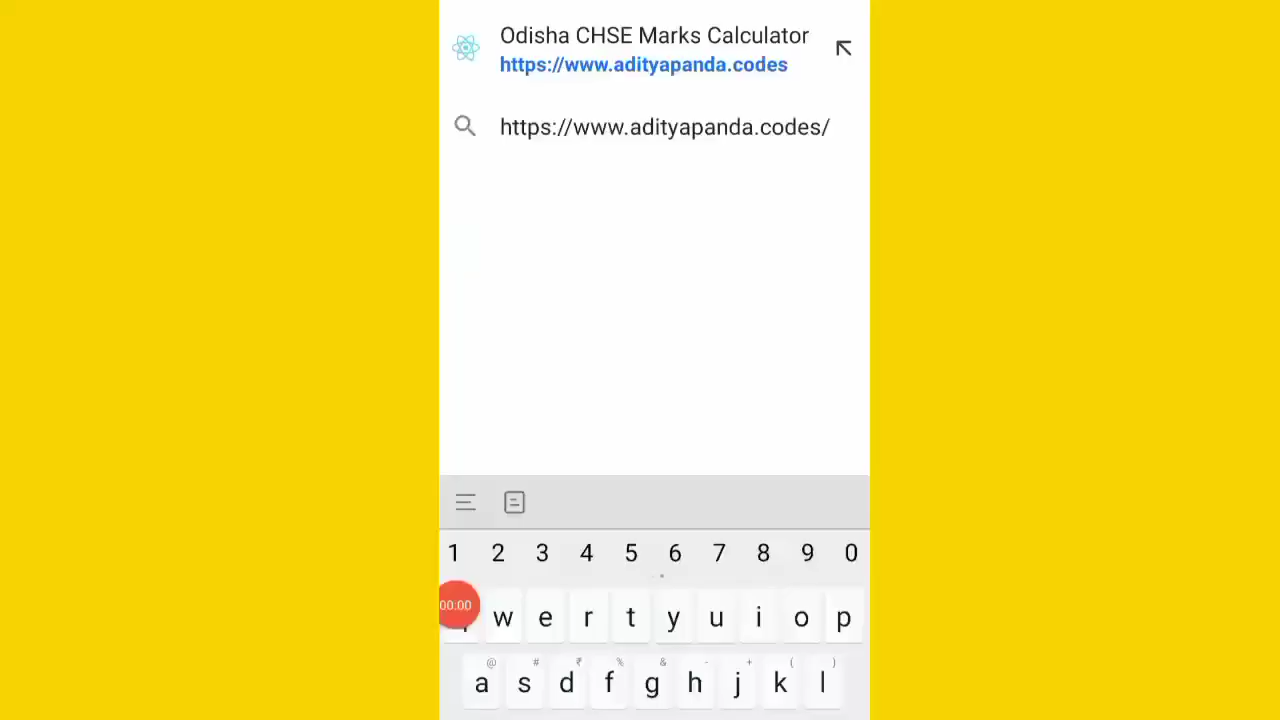 Odisha CHSE Marks Calculator
https://www.adityapanda.codes
https://www.adityapanda.codes/
1 2 3 4 5 6 7 8 9 0
00:00
w e r t y u i o p
@ # ₹ % & - + ( )
a s d f g h j k l